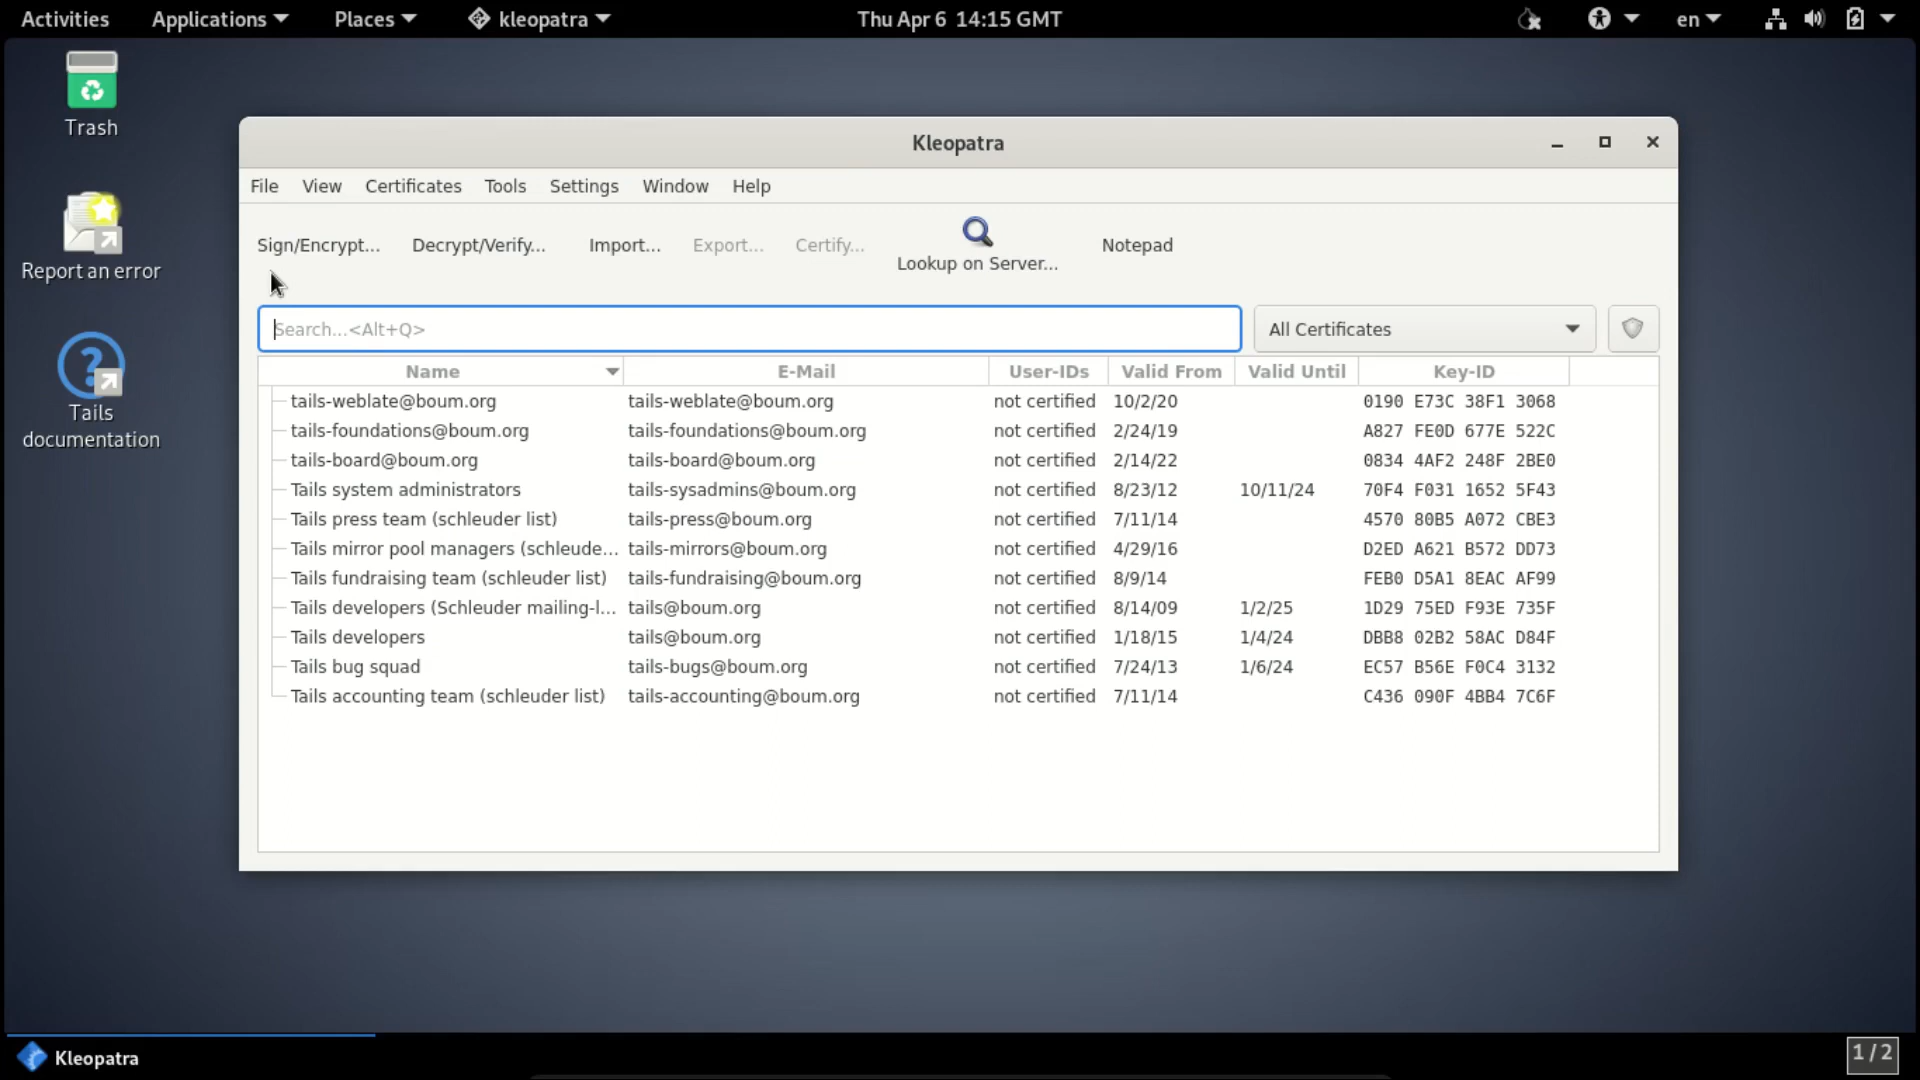 Activities Applications Places kleopatra Thu Apr 6 14:15 GMT en
Trash
Report an error
Tails
documentation
Kleopatra
File View Certificates Tools Settings Window Help
Sign/Encrypt... Decrypt/Verify... Import... Export... Certify... Lookup on Server... Notepad
Search...<Alt+Q> All Certificates
Name E-Mail User-IDs Valid From Valid Until Key-ID
tails-weblate@boum.org tails-weblate@boum.org not certified 10/2/20 0190 E73C 38F1 3068
tails-foundations@boum.org tails-foundations@boum.org not certified 2/24/19 A827 FE0D 677E 522C
tails-board@boum.org tails-board@boum.org not certified 2/14/22 0834 4AF2 248F 2BE0
Tails system administrators tails-sysadmins@boum.org not certified 8/23/12 10/11/24 70F4 F031 1652 5F43
Tails press team (schleuder list) tails-press@boum.org not certified 7/11/14 4570 80B5 A072 CBE3
Tails mirror pool managers (schleude... tails-mirrors@boum.org not certified 4/29/16 D2ED A621 B572 DD73
Tails fundraising team (schleuder list) tails-fundraising@boum.org not certified 8/9/14 FEB0 D5A1 8EAC AF99
Tails developers (Schleuder mailing-l... tails@boum.org not certified 8/14/09 1/2/25 1D29 75ED F93E 735F
Tails developers tails@boum.org not certified 1/18/15 1/4/24 DBB8 02B2 58AC D84F
Tails bug squad tails-bugs@boum.org not certified 7/24/13 1/6/24 EC57 B56E F0C4 3132
Tails accounting team (schleuder list) tails-accounting@boum.org not certified 7/11/14 C436 090F 4BB4 7C6F
Kleopatra 1/2